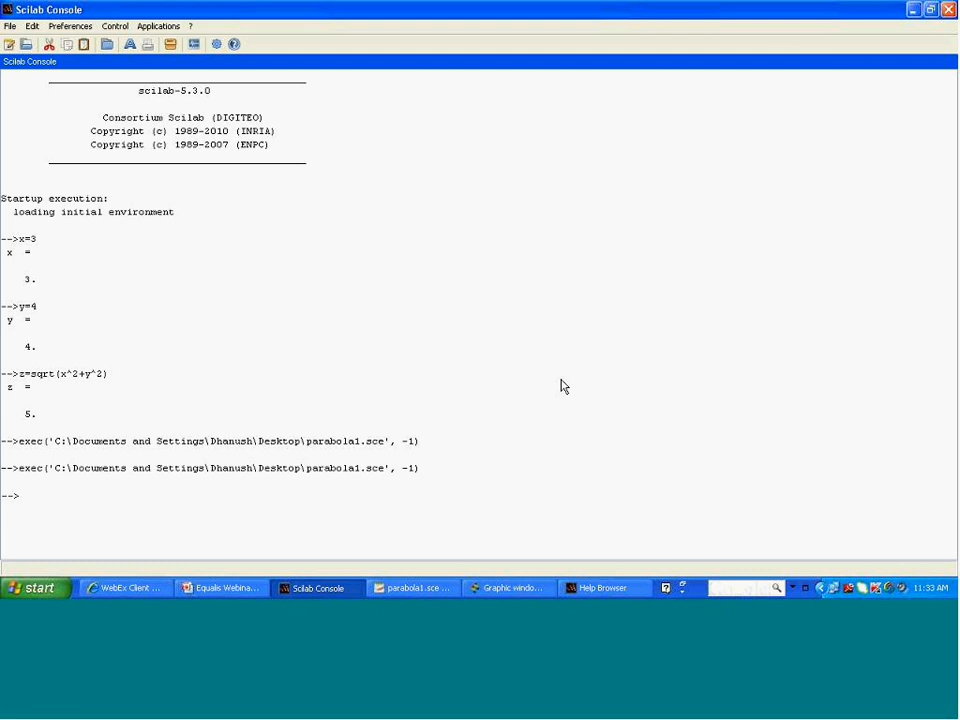 Scilab Console
File Edit Preferences Control Applications ?
Scilab Console
scilab-5.3.0
Consortium Scilab (DIGITEO)
Copyright (c) 1989-2010 (INRIA)
Copyright (c) 1989-2007 (ENPC)
Startup execution:
loading initial environment
-->x=3
x =
3.
-->y=4
y =
4.
-->z=sqrt(x^2+y^2)
z =
5.
-->exec('C:\Documents and Settings\Dhanush\Desktop\parabola1.sce', -1)
-->exec('C:\Documents and Settings\Dhanush\Desktop\parabola1.sce', -1)
-->
start WebEx Client ... Equalis Webina... Scilab Console parabola1.sce ... Graphic windo... Help Browser 11:33 AM